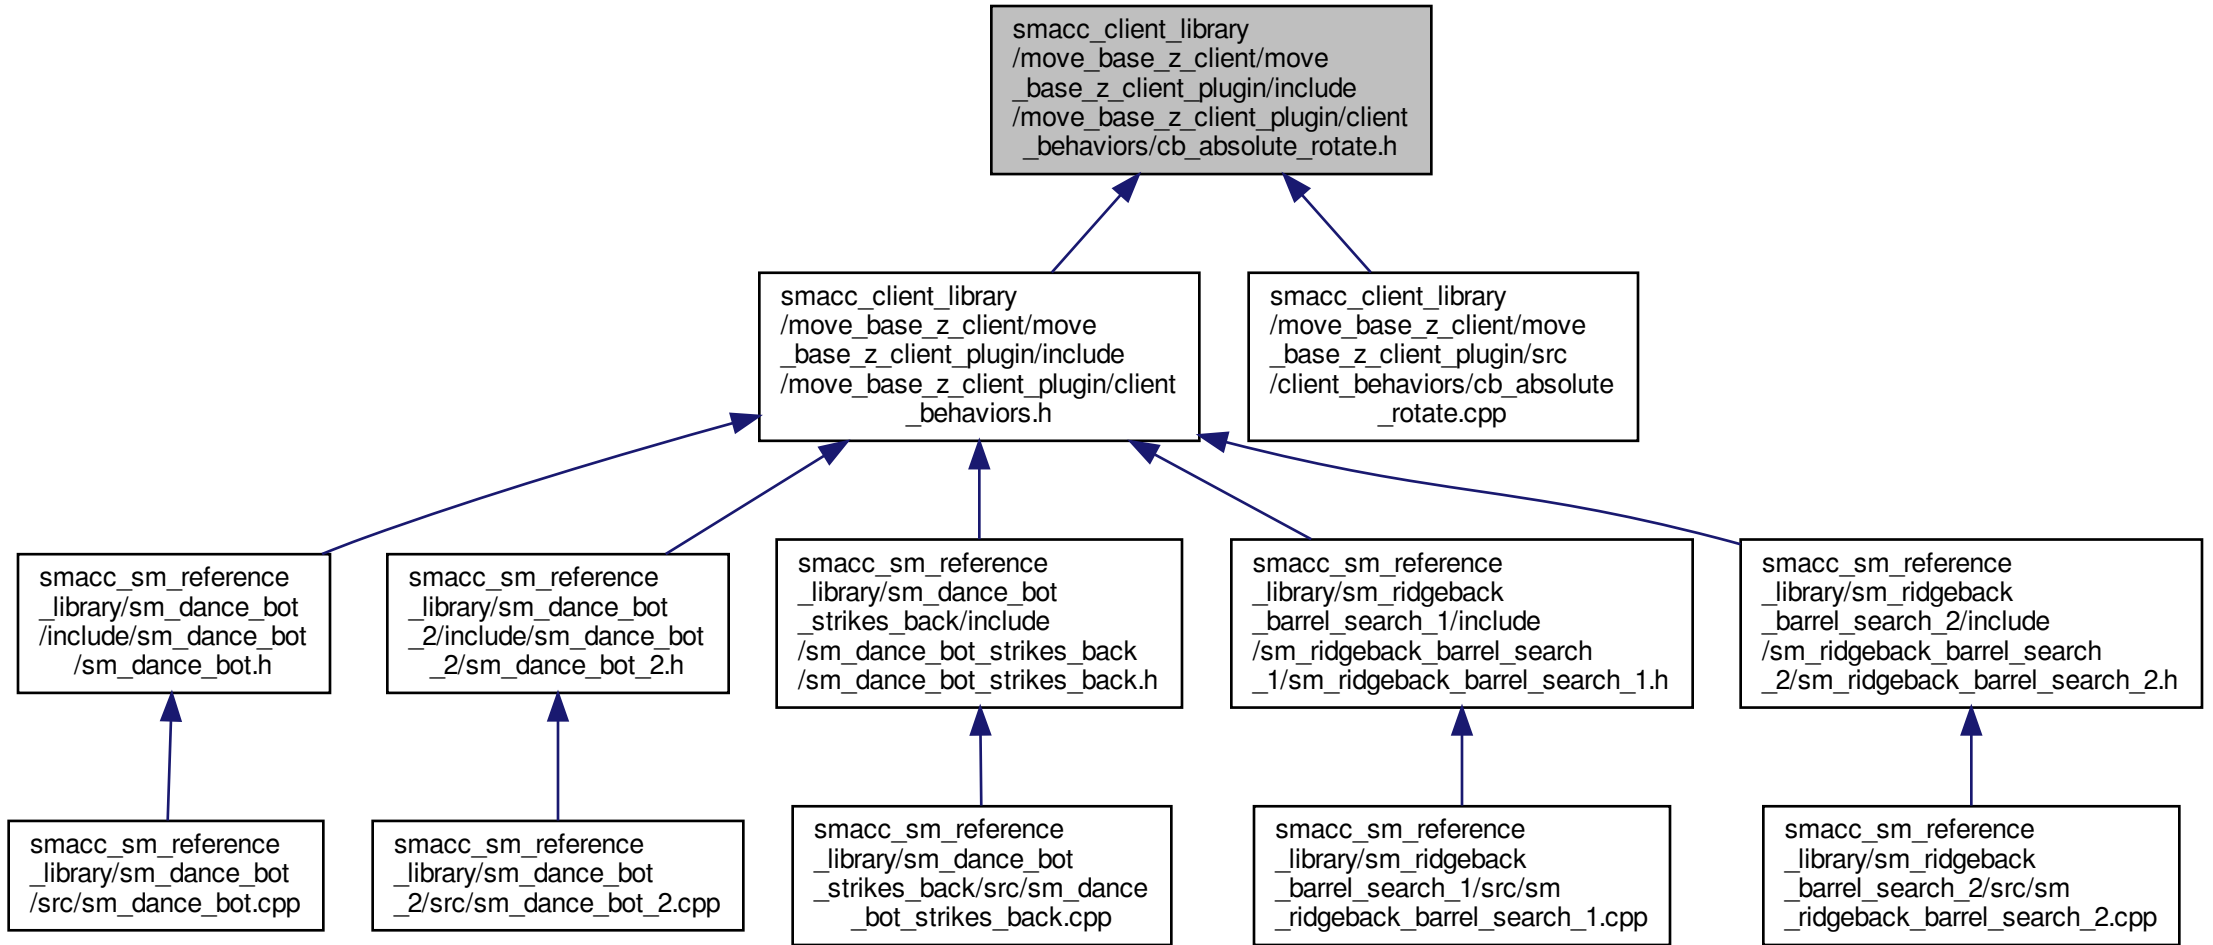 smacc_client_library
/move_base_z_client/move
_base_z_client_plugin/include
/move_base_z_client_plugin/client
_behaviors/cb_absolute_rotate.h
smacc_client_library
/move_base_z_client/move
_base_z_client_plugin/include
/move_base_z_client_plugin/client
_behaviors.h
smacc_client_library
/move_base_z_client/move
_base_z_client_plugin/src
/client_behaviors/cb_absolute
_rotate.cpp
smacc_sm_reference
_library/sm_dance_bot
/include/sm_dance_bot
/sm_dance_bot.h
smacc_sm_reference
_library/sm_dance_bot
_2/include/sm_dance_bot
_2/sm_dance_bot_2.h
smacc_sm_reference
_library/sm_dance_bot
_strikes_back/include
/sm_dance_bot_strikes_back
/sm_dance_bot_strikes_back.h
smacc_sm_reference
_library/sm_ridgeback
_barrel_search_1/include
/sm_ridgeback_barrel_search
_1/sm_ridgeback_barrel_search_1.h
smacc_sm_reference
_library/sm_ridgeback
_barrel_search_2/include
/sm_ridgeback_barrel_search
_2/sm_ridgeback_barrel_search_2.h
smacc_sm_reference
_library/sm_dance_bot
/src/sm_dance_bot.cpp
smacc_sm_reference
_library/sm_dance_bot
_2/src/sm_dance_bot_2.cpp
smacc_sm_reference
_library/sm_dance_bot
_strikes_back/src/sm_dance
_bot_strikes_back.cpp
smacc_sm_reference
_library/sm_ridgeback
_barrel_search_1/src/sm
_ridgeback_barrel_search_1.cpp
smacc_sm_reference
_library/sm_ridgeback
_barrel_search_2/src/sm
_ridgeback_barrel_search_2.cpp